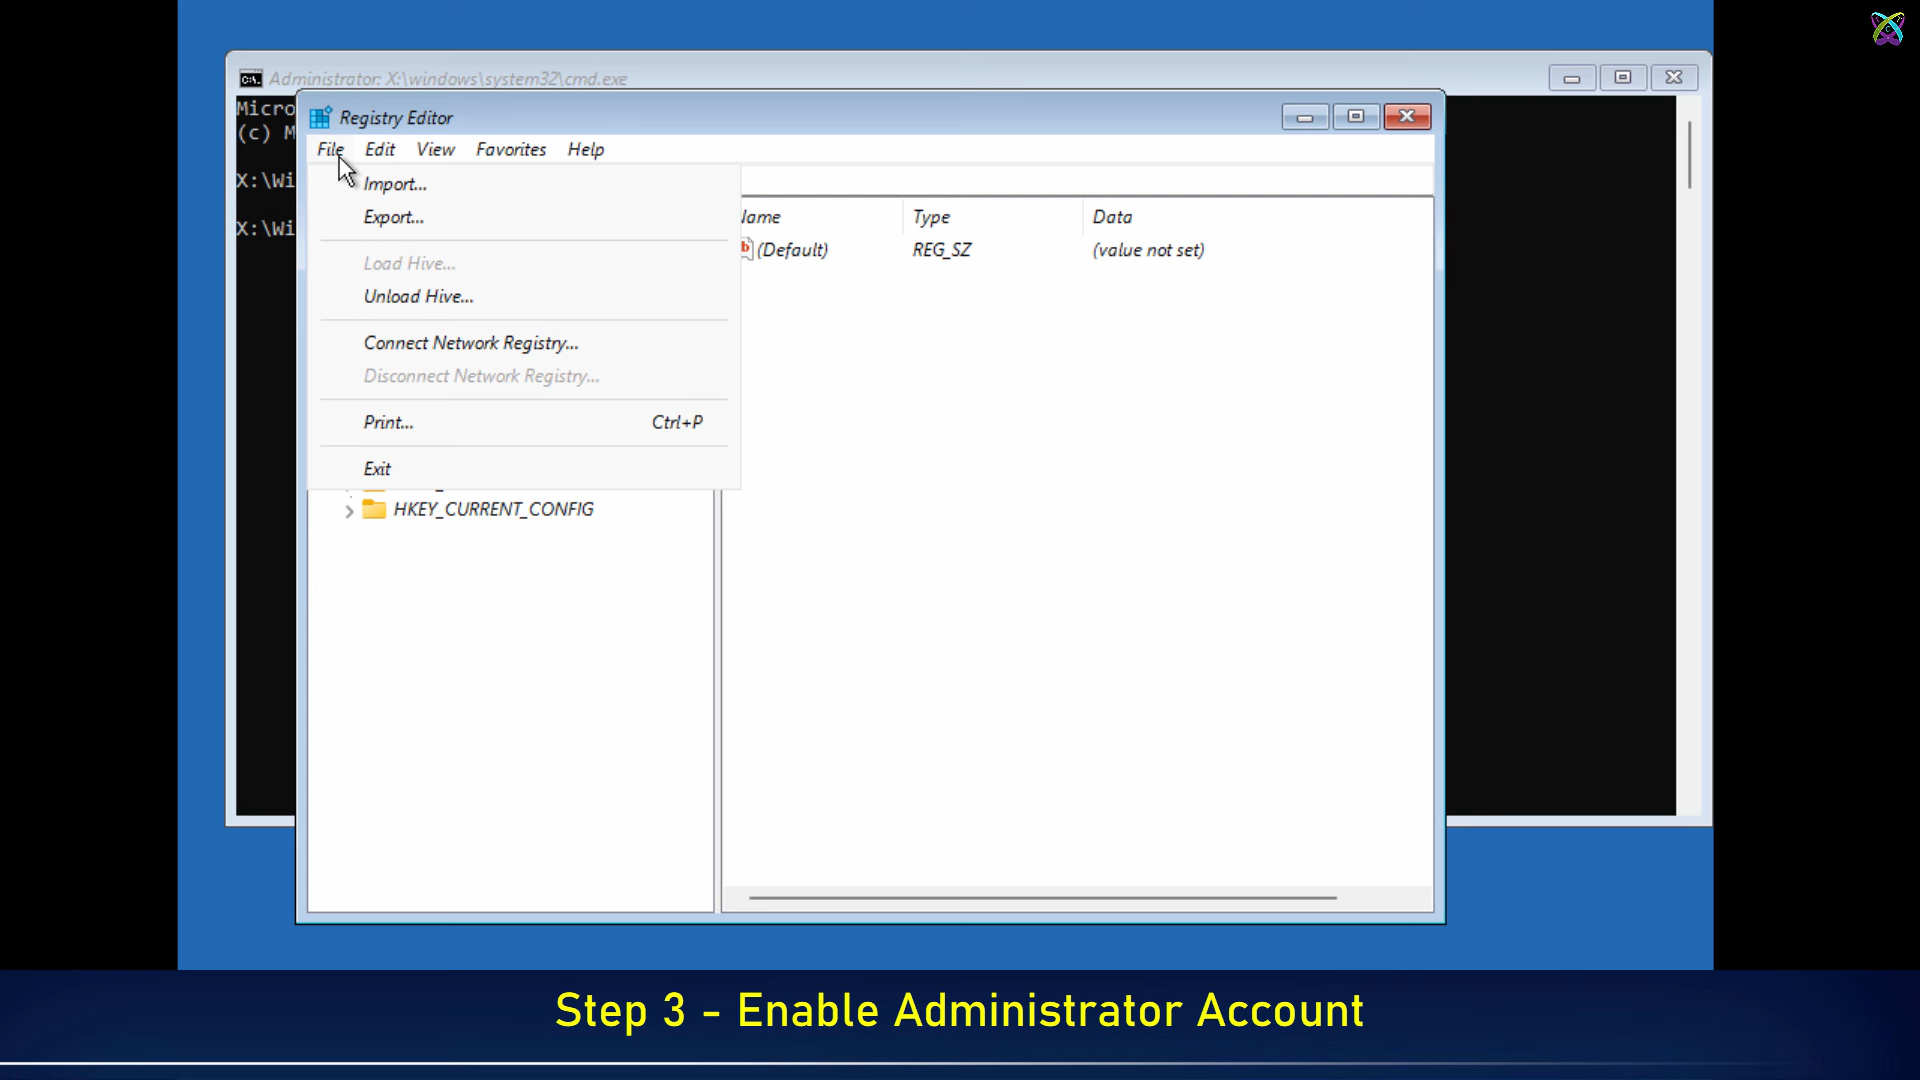 Administrator: X:\windows\system32\cmd.exe
Micro
(c) M
X:\Wi
X:\Wi
Registry Editor
File Edit View Favorites Help
Import...
Export...
Load Hive...
Unload Hive...
Connect Network Registry...
Disconnect Network Registry...
Print... Ctrl+P
Exit
HKEY_CURRENT_CONFIG
ame Type Data
(Default) REG_SZ (value not set)
Step 3 - Enable Administrator Account